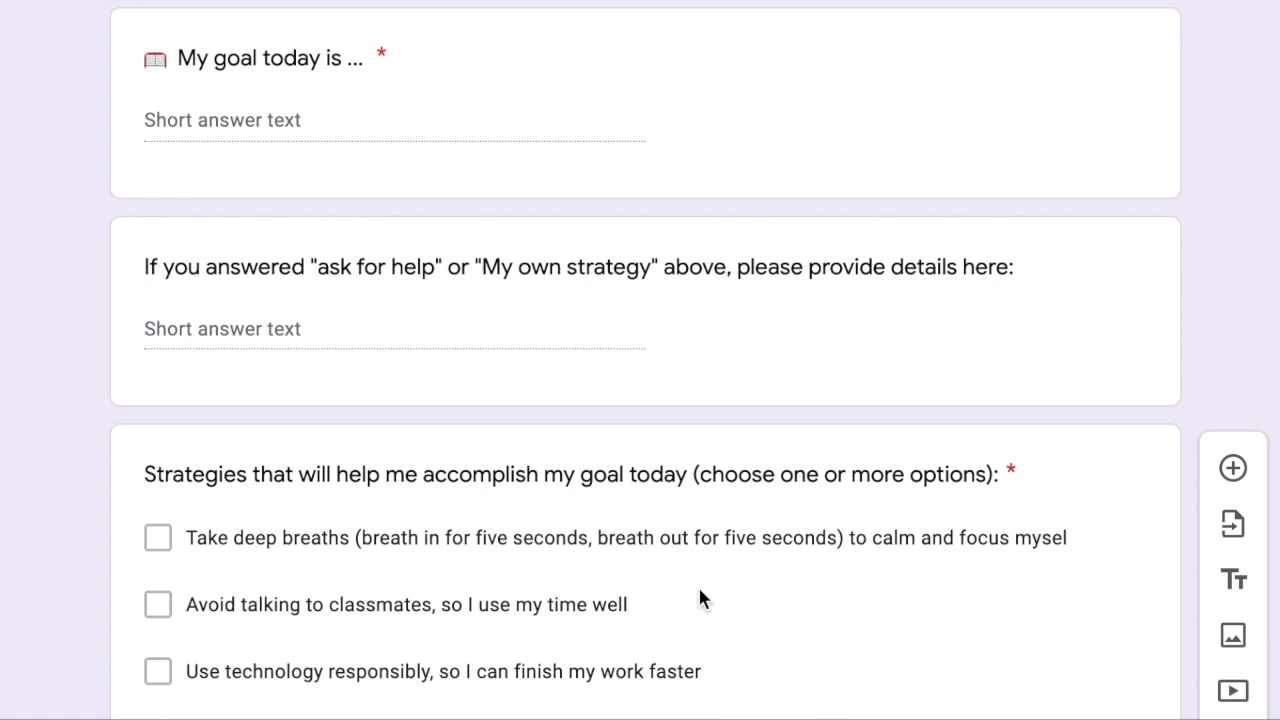 My goal today is ... *
Short answer text
If you answered "ask for help" or "My own strategy" above, please provide details here:
Short answer text
Strategies that will help me accomplish my goal today (choose one or more options): *
Take deep breaths (breath in for five seconds, breath out for five seconds) to calm and focus mysel
Avoid talking to classmates, so I use my time well
Use technology responsibly, so I can finish my work faster